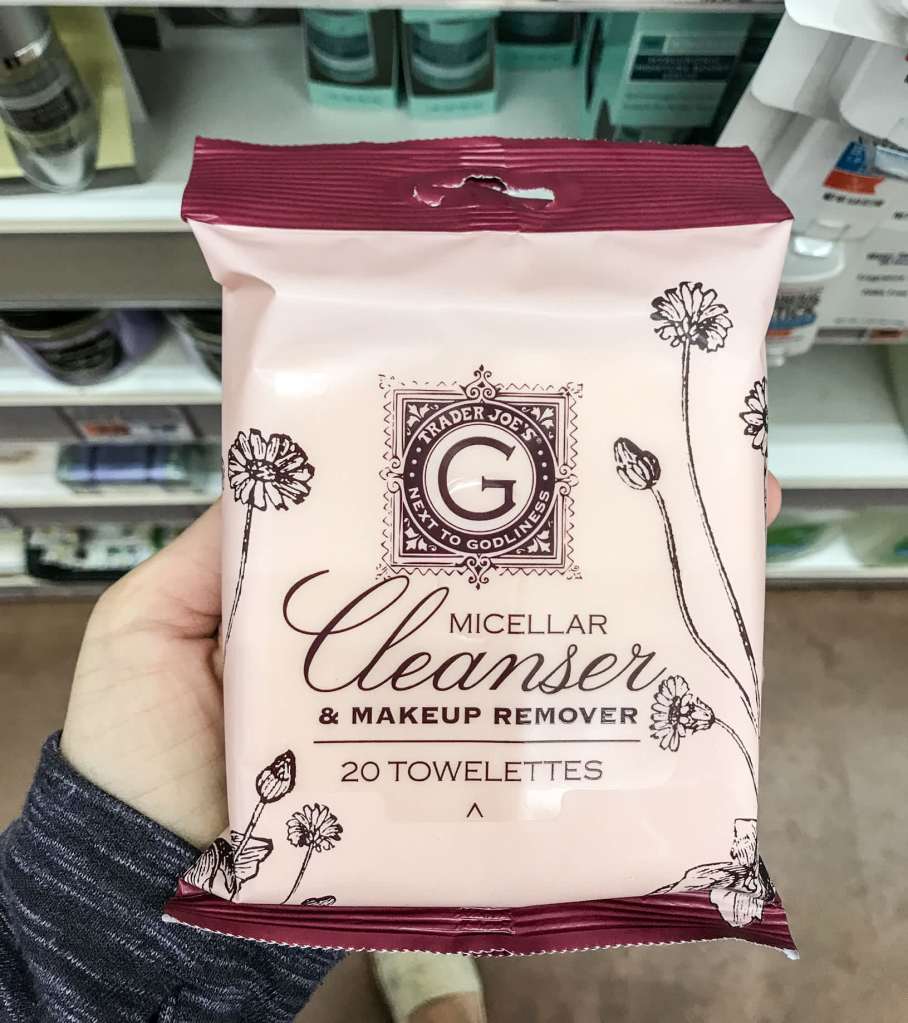 TRADER JOE'S®
G
NEXT TO GODLINESS
MICELLAR
Cleanser
& MAKEUP REMOVER
20 TOWELETTES